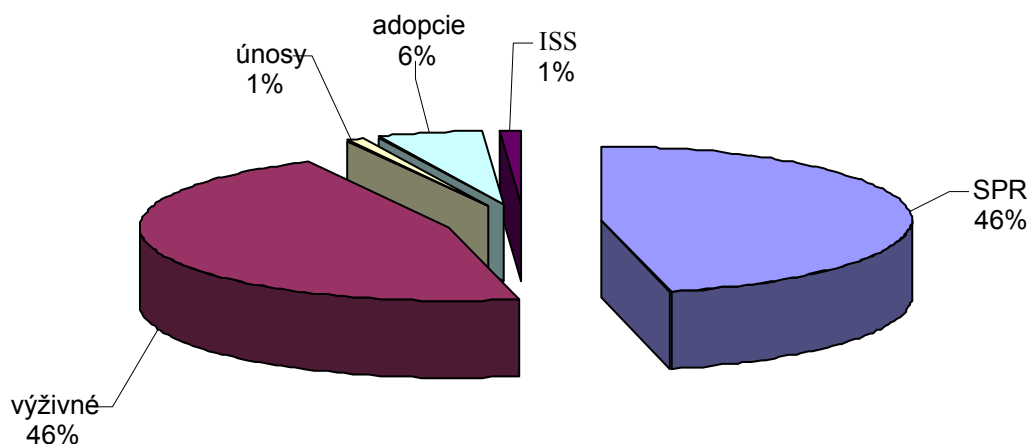 adopcie
6%
ISS
1%
únosy
1%
SPR
46%
výživné
46%